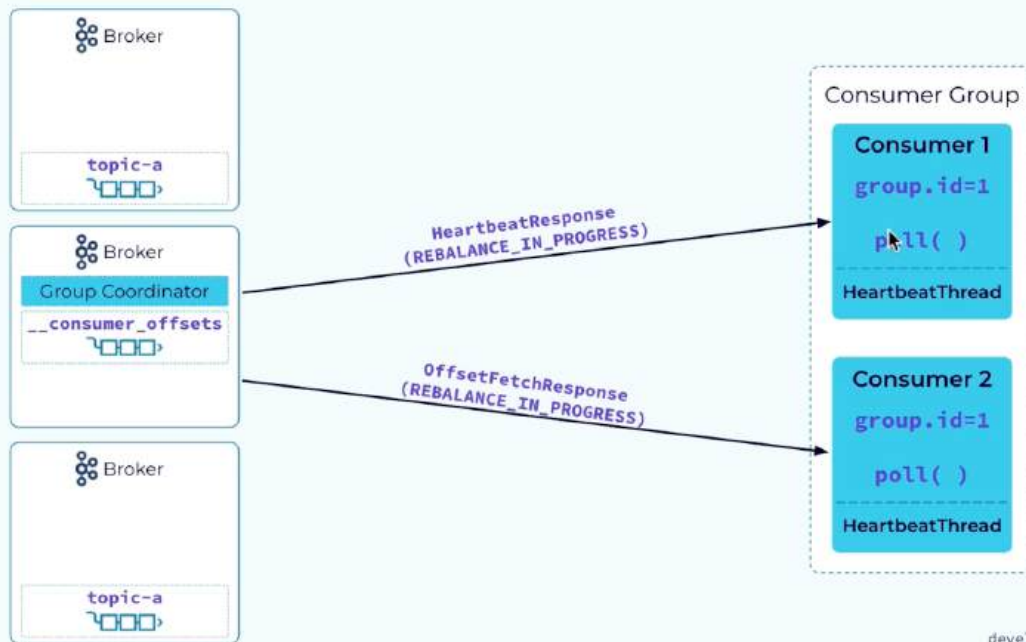 Broker
topic-a
Broker
Group Coordinator
__consumer_offsets
Broker
topic-a
HeartbeatResponse
(REBALANCE_IN_PROGRESS)
OffsetFetchResponse
(REBALANCE_IN_PROGRESS)
Consumer Group
Consumer 1
group.id=1
poll( )
HeartbeatThread
Consumer 2
group.id=1
poll( )
HeartbeatThread